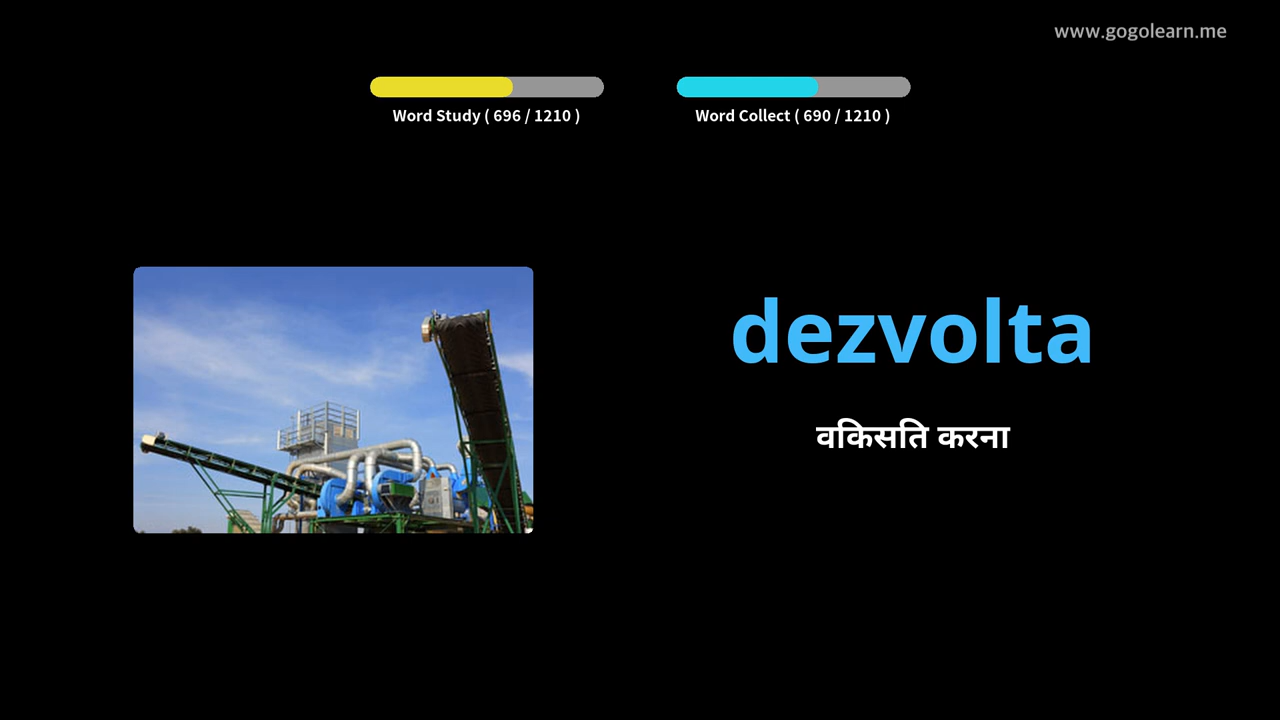 www.gogolearn.me
Word Study ( 696 / 1210 )
Word Collect ( 690 / 1210 )
dezvolta
वकिसति करना